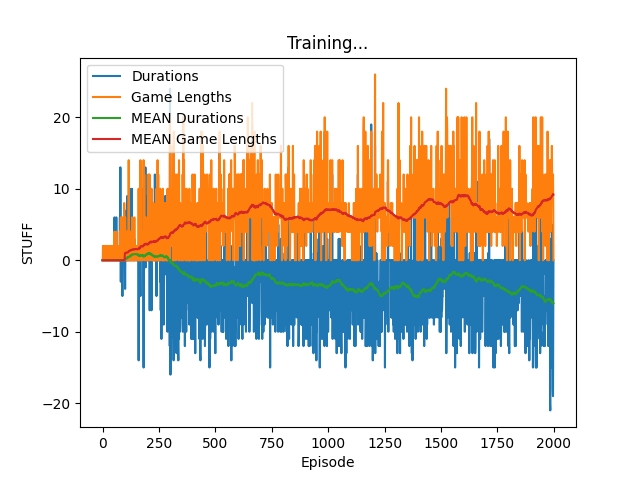 Training...
Durations
Game Lengths
MEAN Durations
MEAN Game Lengths
STUFF
20
10
0
−10
−20
0 250 500 750 1000 1250 1500 1750 2000
Episode